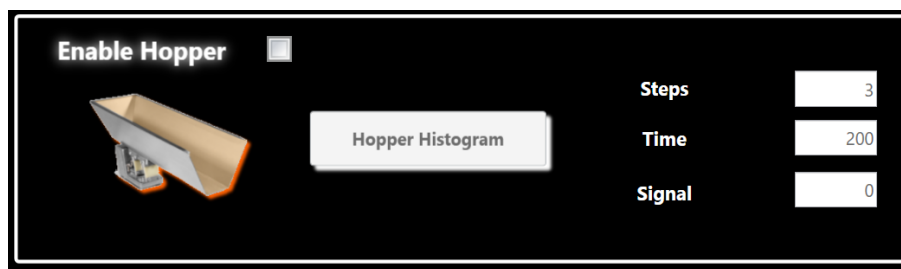 Enable Hopper
Hopper Histogram
Steps 3
Time 200
Signal 0